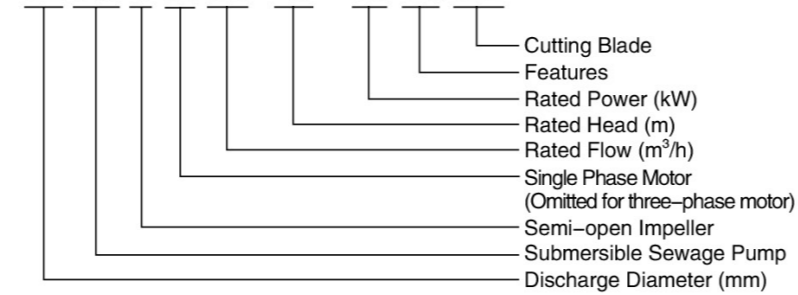 Cutting Blade
Features
Rated Power (kW)
Rated Head (m)
Rated Flow (m³/h)
Single Phase Motor
(Omitted for three−phase motor)
Semi−open Impeller
Submersible Sewage Pump
Discharge Diameter (mm)